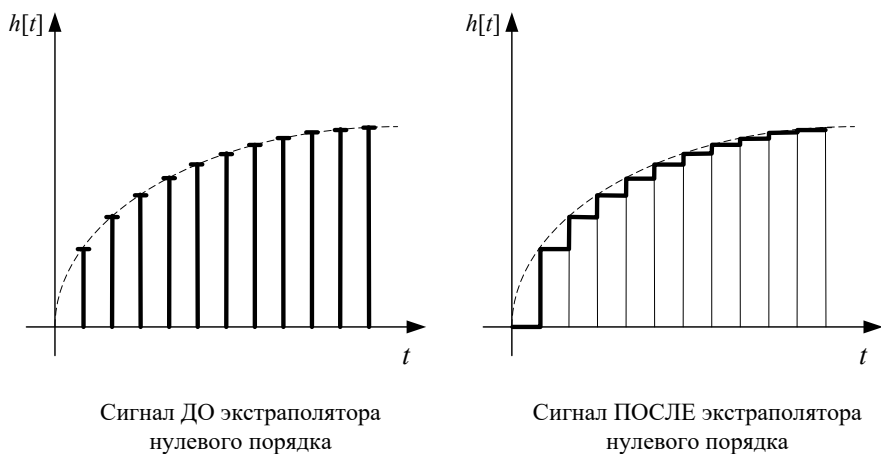 h[t]
h[t]
t
t
Сигнал ДО экстраполятора
нулевого порядка
Сигнал ПОСЛЕ экстраполятора
нулевого порядка